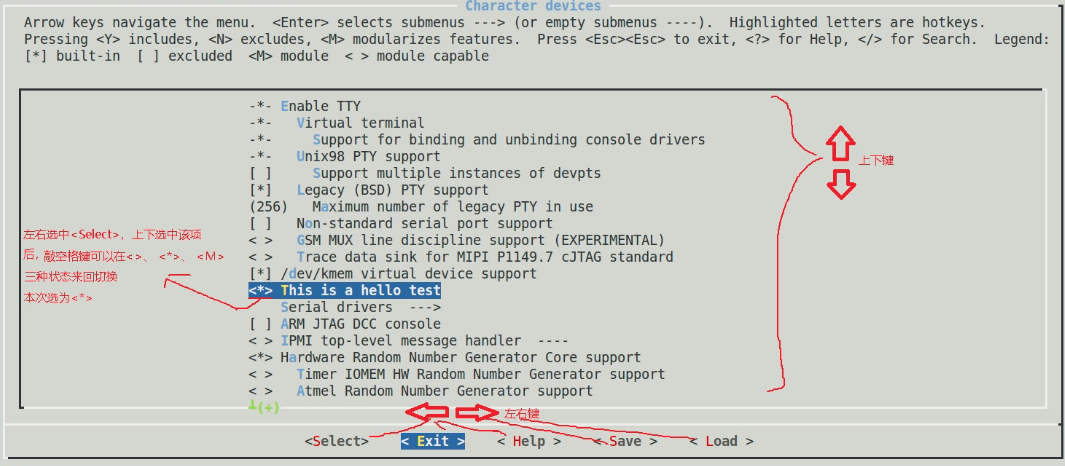 Character devices
Arrow keys navigate the menu.  <Enter> selects submenus ---> (or empty submenus ----).  Highlighted letters are hotkeys.
Pressing <Y> includes, <N> excludes, <M> modularizes features.  Press <Esc><Esc> to exit, <?> for Help, </> for Search.  Legend:
[*] built-in  [ ] excluded  <M> module  < > module capable
-*- Enable TTY
-*-   Virtual terminal
-*-     Support for binding and unbinding console drivers
-*-   Unix98 PTY support
[ ]     Support multiple instances of devpts
[*]   Legacy (BSD) PTY support
(256)   Maximum number of legacy PTY in use
[ ]   Non-standard serial port support
< >   GSM MUX line discipline support (EXPERIMENTAL)
< >   Trace data sink for MIPI P1149.7 cJTAG standard
[*] /dev/kmem virtual device support
<*> This is a hello test
Serial drivers  --->
[ ] ARM JTAG DCC console
< > IPMI top-level message handler  ----
<*> Hardware Random Number Generator Core support
< >   Timer IOMEM HW Random Number Generator support
< >   Atmel Random Number Generator support
┴(+)
上下键
左右选中<Select>，上下选中该项
后，敲空格键可以在<>、<*>、<M>
三种状态来回切换
本次选为<*>
左右键
<Select>    < Exit >    < Help >    < Save >    < Load >